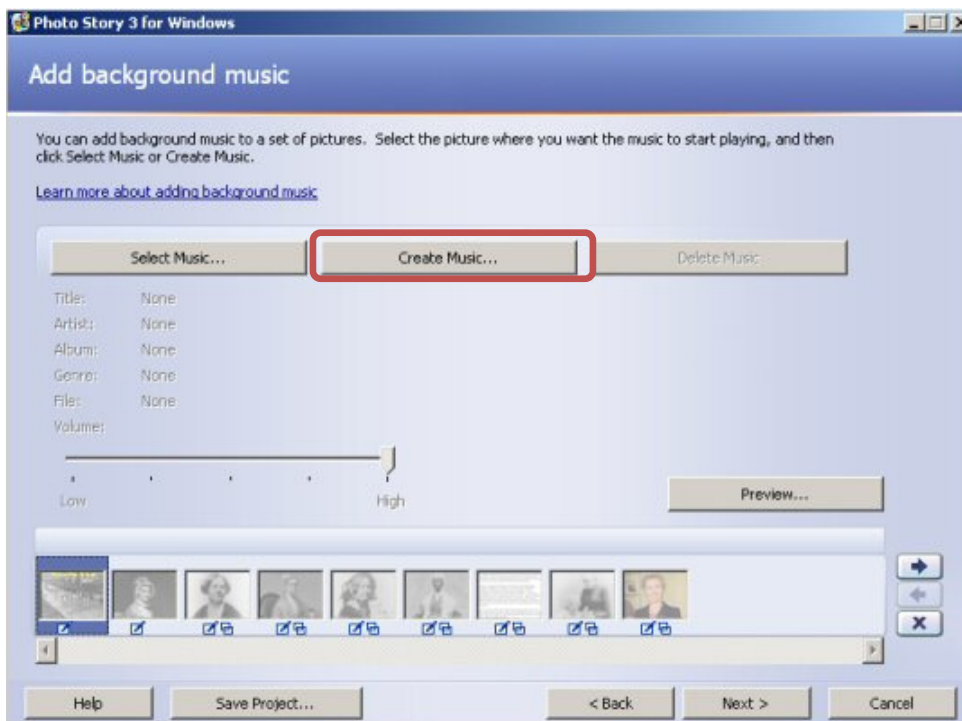 Photo Story 3 for Windows
Add background music
You can add background music to a set of pictures.  Select the picture where you want the music to start playing, and then
click Select Music or Create Music.
Learn more about adding background music
Select Music...
Create Music...
Delete Music
Title: None
Artist: None
Album: None
Genre: None
File: None
Volume:
Low High
Preview...
Help Save Project... < Back Next > Cancel